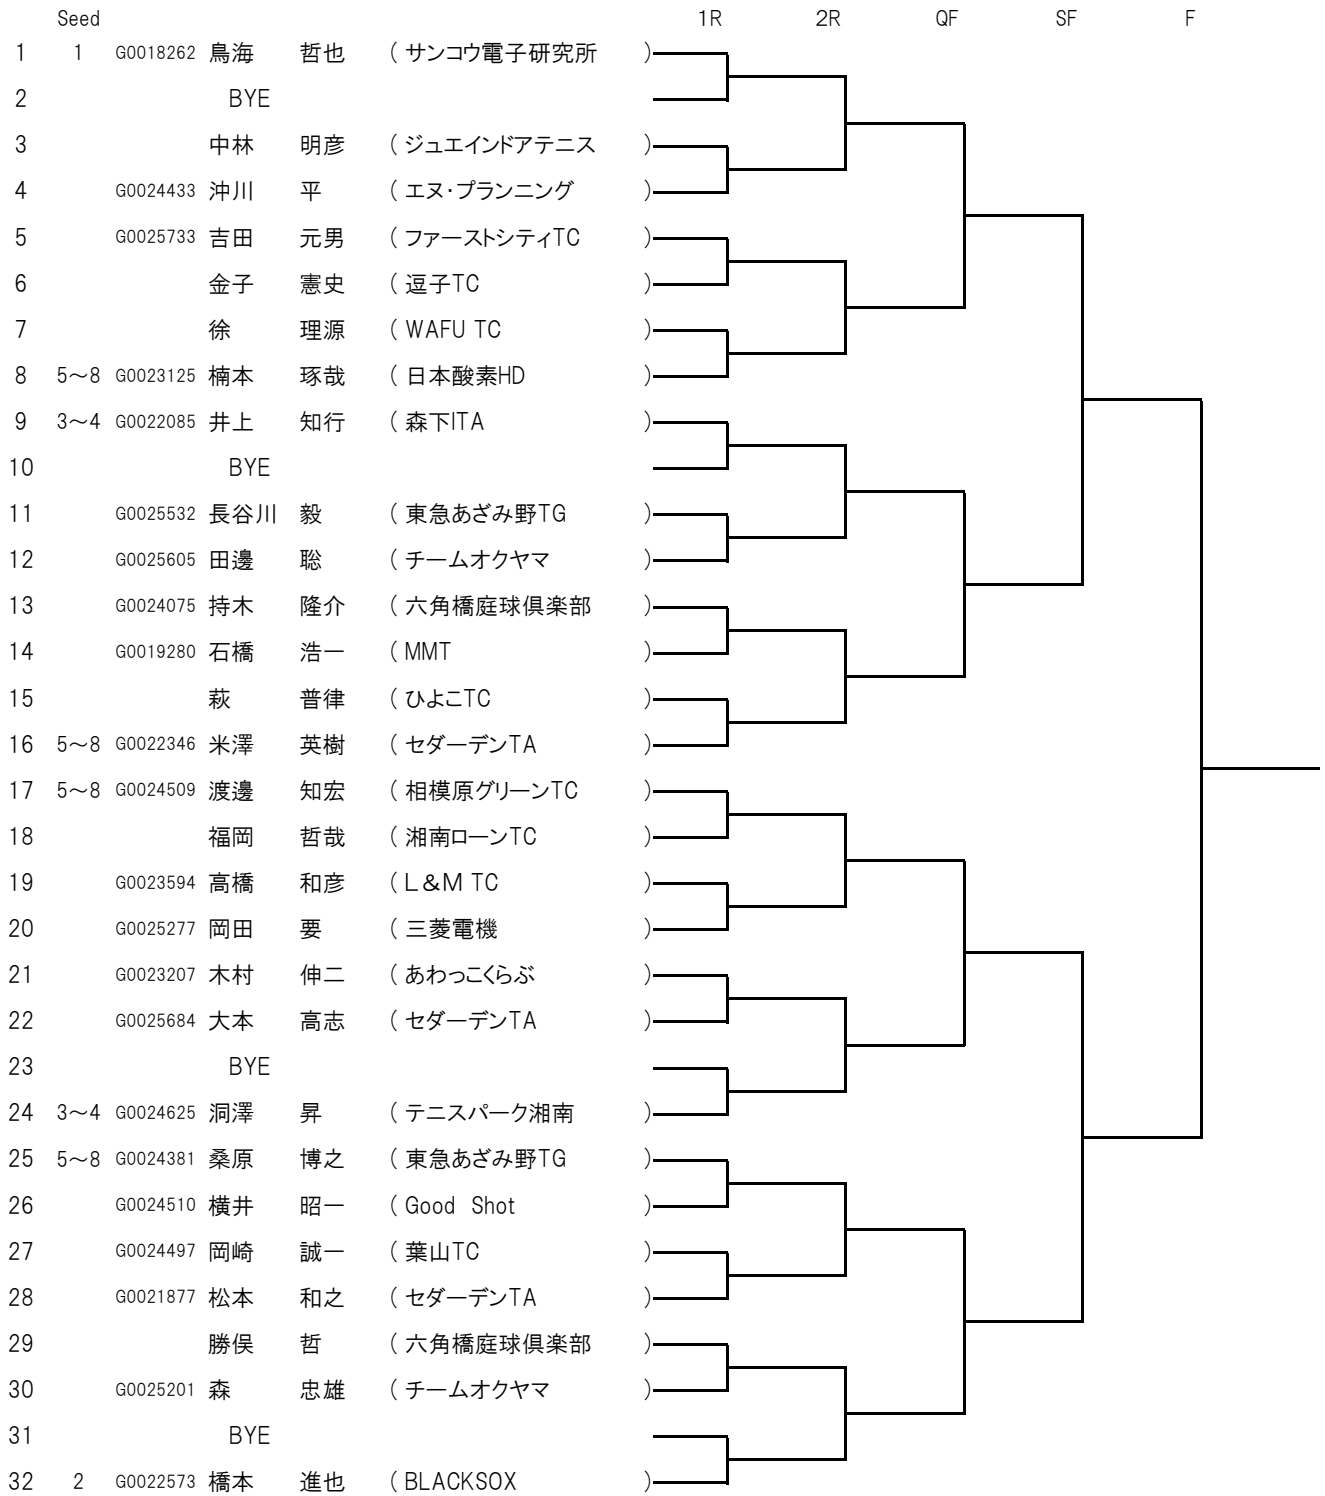 Seed 1R 2R QF SF F
1 1 G0018262 鳥海 哲也 ( サンコウ電子研究所 )
2 BYE
3 中林 明彦 ( ジュエインドアテニス )
4 G0024433 沖川 平 ( エヌ・プランニング )
5 G0025733 吉田 元男 ( ファーストシティTC )
6 金子 憲史 ( 逗子TC )
7 徐 理源 ( WAFU TC )
8 5～8 G0023125 楠本 琢哉 ( 日本酸素HD )
9 3～4 G0022085 井上 知行 ( 森下ITA )
10 BYE
11 G0025532 長谷川 毅 ( 東急あざみ野TG )
12 G0025605 田邊 聡 ( チームオクヤマ )
13 G0024075 持木 隆介 ( 六角橋庭球倶楽部 )
14 G0019280 石橋 浩一 ( MMT )
15 萩 普律 ( ひよこTC )
16 5～8 G0022346 米澤 英樹 ( セダーデンTA )
17 5～8 G0024509 渡邊 知宏 ( 相模原グリーンTC )
18 福岡 哲哉 ( 湘南ローンTC )
19 G0023594 高橋 和彦 ( L＆M TC )
20 G0025277 岡田 要 ( 三菱電機 )
21 G0023207 木村 伸二 ( あわっこくらぶ )
22 G0025684 大本 高志 ( セダーデンTA )
23 BYE
24 3～4 G0024625 洞澤 昇 ( テニスパーク湘南 )
25 5～8 G0024381 桑原 博之 ( 東急あざみ野TG )
26 G0024510 横井 昭一 ( Good Shot )
27 G0024497 岡崎 誠一 ( 葉山TC )
28 G0021877 松本 和之 ( セダーデンTA )
29 勝俣 哲 ( 六角橋庭球倶楽部 )
30 G0025201 森 忠雄 ( チームオクヤマ )
31 BYE
32 2 G0022573 橋本 進也 ( BLACKSOX )